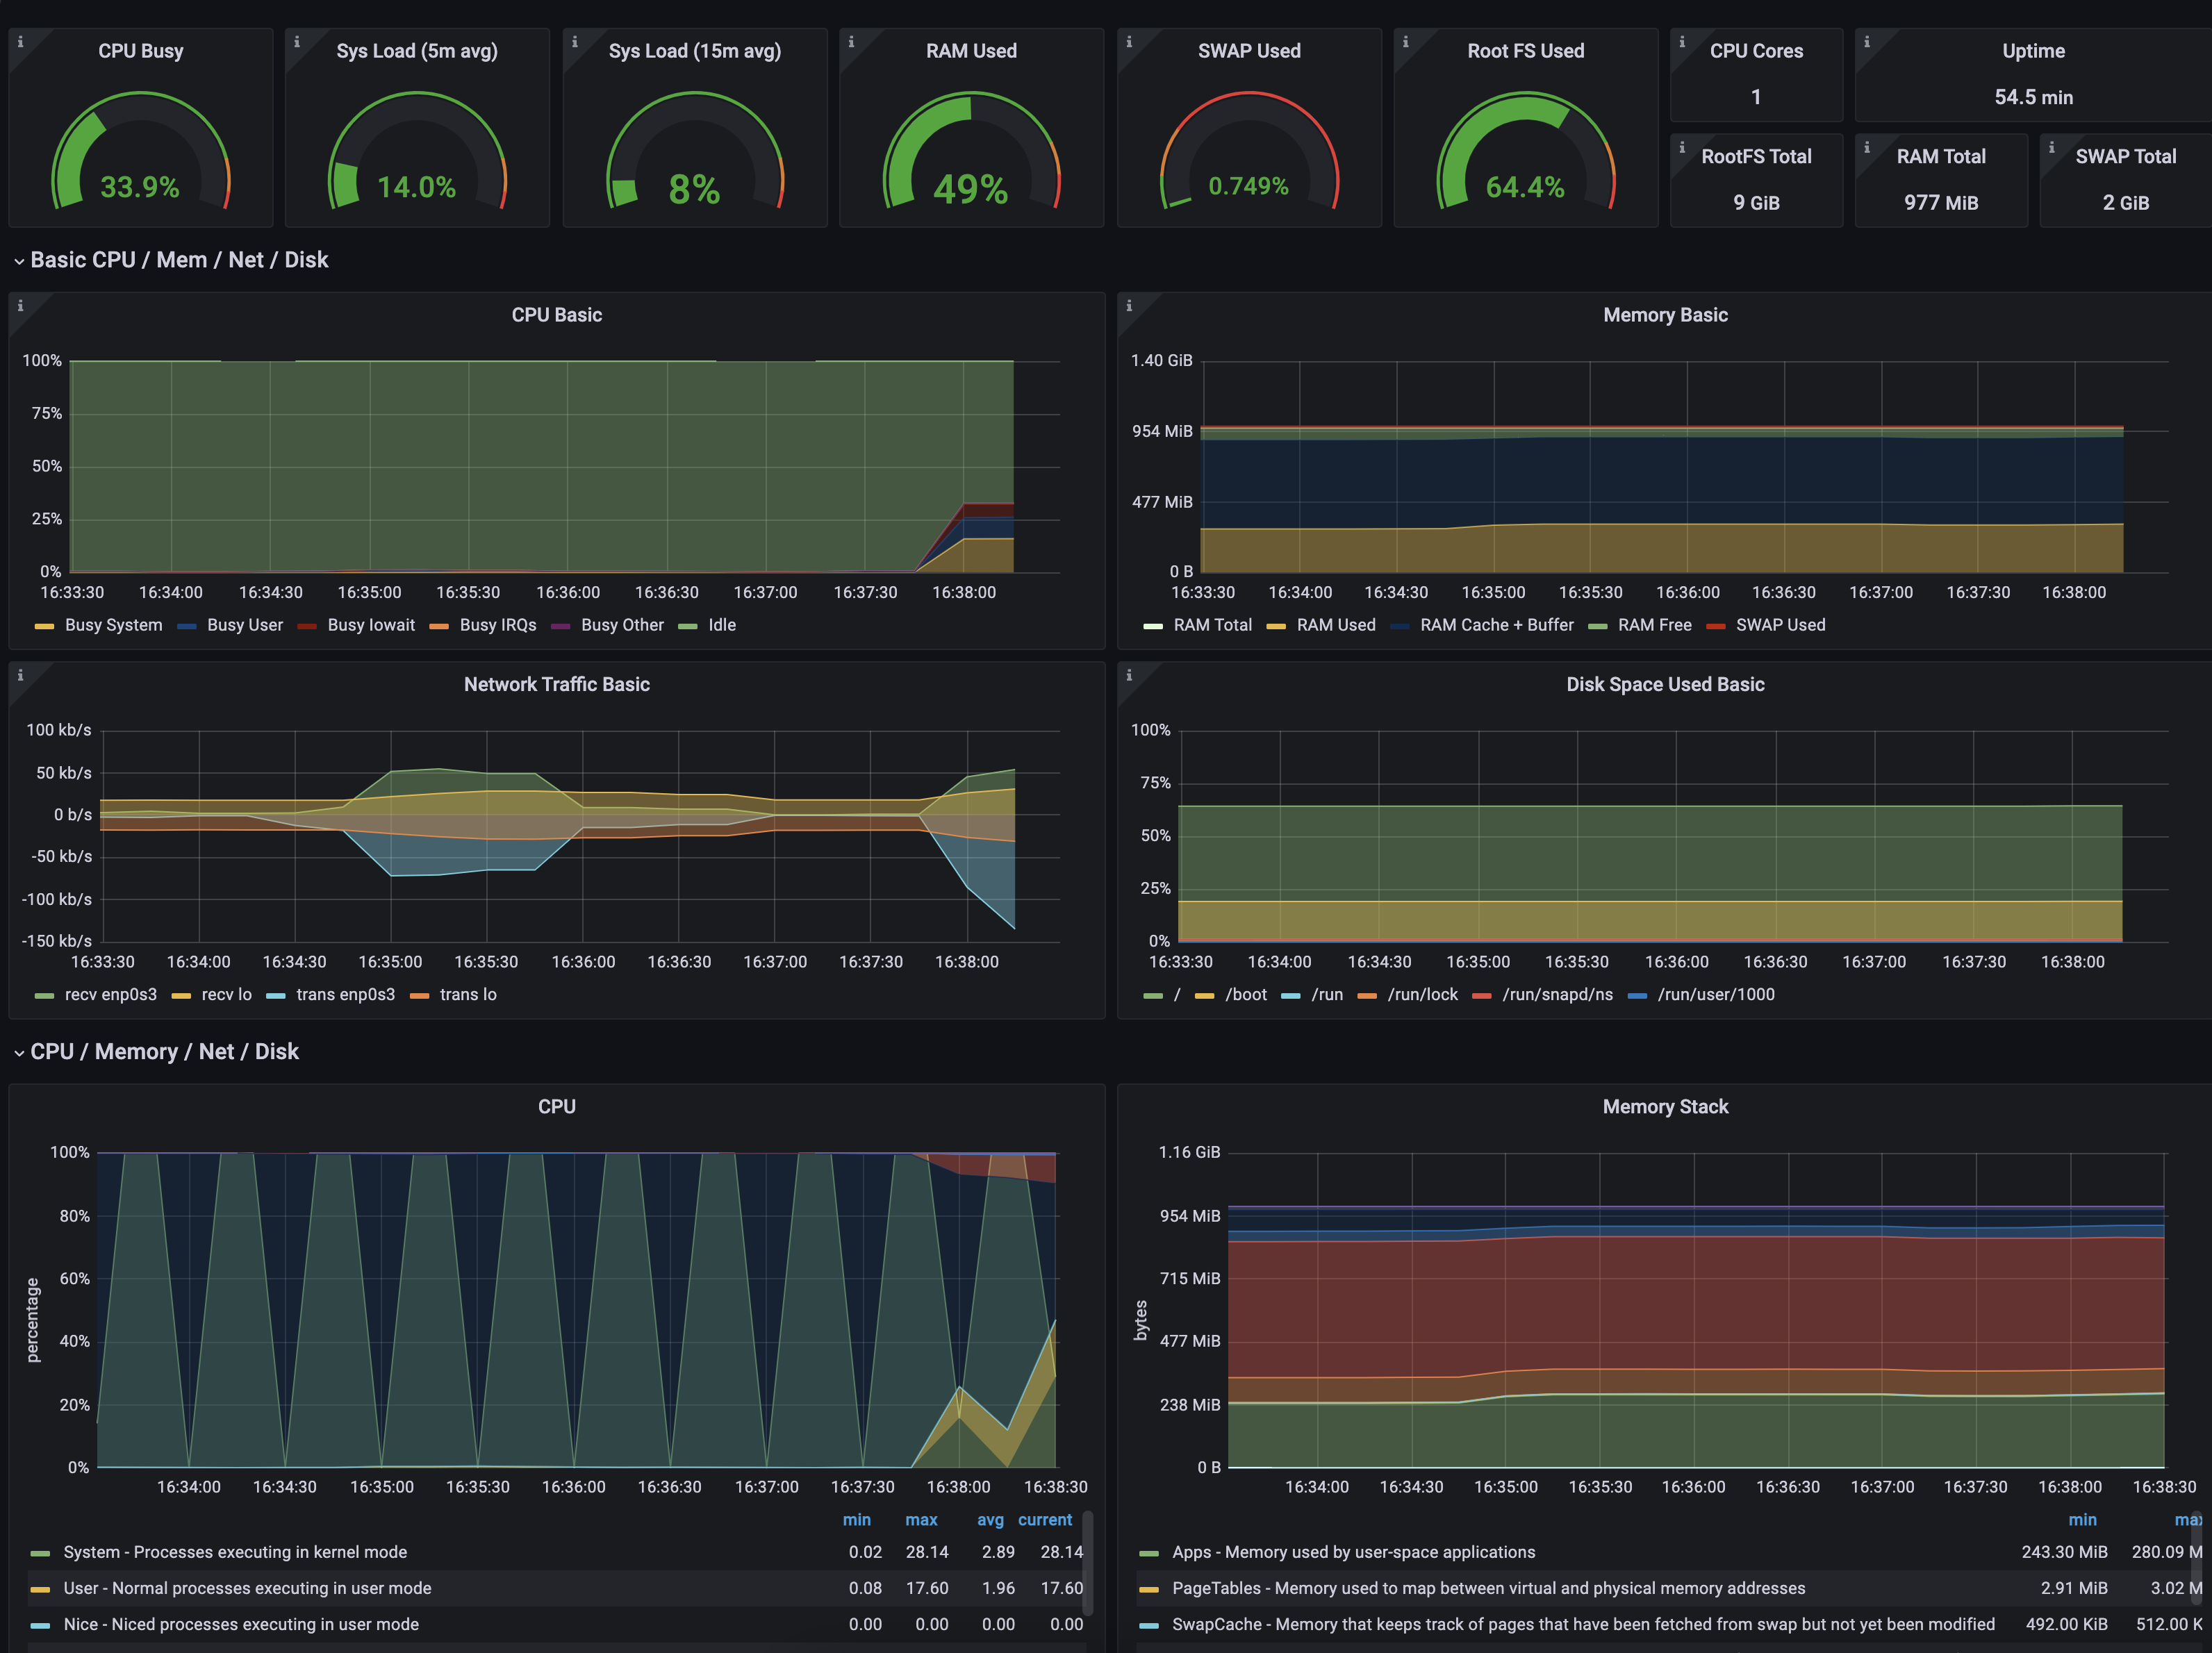 CPU Busy
33.9%
Sys Load (5m avg)
14.0%
Sys Load (15m avg)
8%
RAM Used
49%
SWAP Used
0.749%
Root FS Used
64.4%
CPU Cores
1
Uptime
54.5 min
RootFS Total
9 GiB
RAM Total
977 MiB
SWAP Total
2 GiB
Basic CPU / Mem / Net / Disk
CPU Basic
100%
75%
50%
25%
0%
16:33:30 16:34:00 16:34:30 16:35:00 16:35:30 16:36:00 16:36:30 16:37:00 16:37:30 16:38:00
Busy System Busy User Busy Iowait Busy IRQs Busy Other Idle
Memory Basic
1.40 GiB
954 MiB
477 MiB
0 B
16:33:30 16:34:00 16:34:30 16:35:00 16:35:30 16:36:00 16:36:30 16:37:00 16:37:30 16:38:00
RAM Total RAM Used RAM Cache + Buffer RAM Free SWAP Used
Network Traffic Basic
100 kb/s
50 kb/s
0 b/s
-50 kb/s
-100 kb/s
-150 kb/s
16:33:30 16:34:00 16:34:30 16:35:00 16:35:30 16:36:00 16:36:30 16:37:00 16:37:30 16:38:00
recv enp0s3 recv lo trans enp0s3 trans lo
Disk Space Used Basic
100%
75%
50%
25%
0%
16:33:30 16:34:00 16:34:30 16:35:00 16:35:30 16:36:00 16:36:30 16:37:00 16:37:30 16:38:00
/ /boot /run /run/lock /run/snapd/ns /run/user/1000
CPU / Memory / Net / Disk
CPU
percentage
100%
80%
60%
40%
20%
0%
16:34:00 16:34:30 16:35:00 16:35:30 16:36:00 16:36:30 16:37:00 16:37:30 16:38:00 16:38:30
min max avg current
System - Processes executing in kernel mode 0.02 28.14 2.89 28.14
User - Normal processes executing in user mode 0.08 17.60 1.96 17.60
Nice - Niced processes executing in user mode 0.00 0.00 0.00 0.00
Memory Stack
bytes
1.16 GiB
954 MiB
715 MiB
477 MiB
238 MiB
0 B
16:34:00 16:34:30 16:35:00 16:35:30 16:36:00 16:36:30 16:37:00 16:37:30 16:38:00 16:38:30
min max
Apps - Memory used by user-space applications 243.30 MiB 280.09 M
PageTables - Memory used to map between virtual and physical memory addresses 2.91 MiB 3.02 M
SwapCache - Memory that keeps track of pages that have been fetched from swap but not yet been modified 492.00 KiB 512.00 K